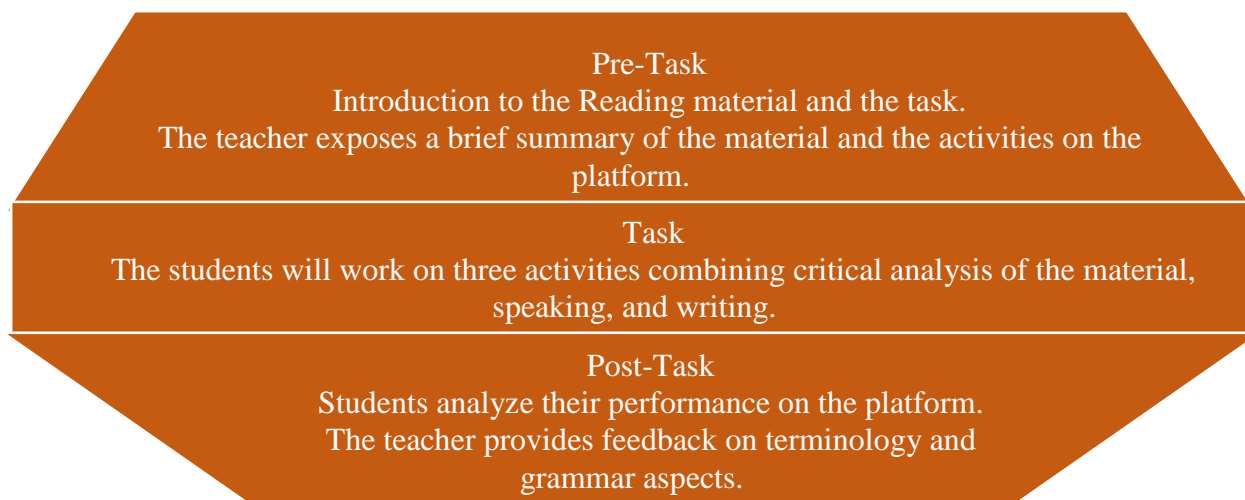 Pre-Task
Introduction to the Reading material and the task.
The teacher exposes a brief summary of the material and the activities on the
platform.
Task
The students will work on three activities combining critical analysis of the material,
speaking, and writing.
Post-Task
Students analyze their performance on the platform.
The teacher provides feedback on terminology and
grammar aspects.